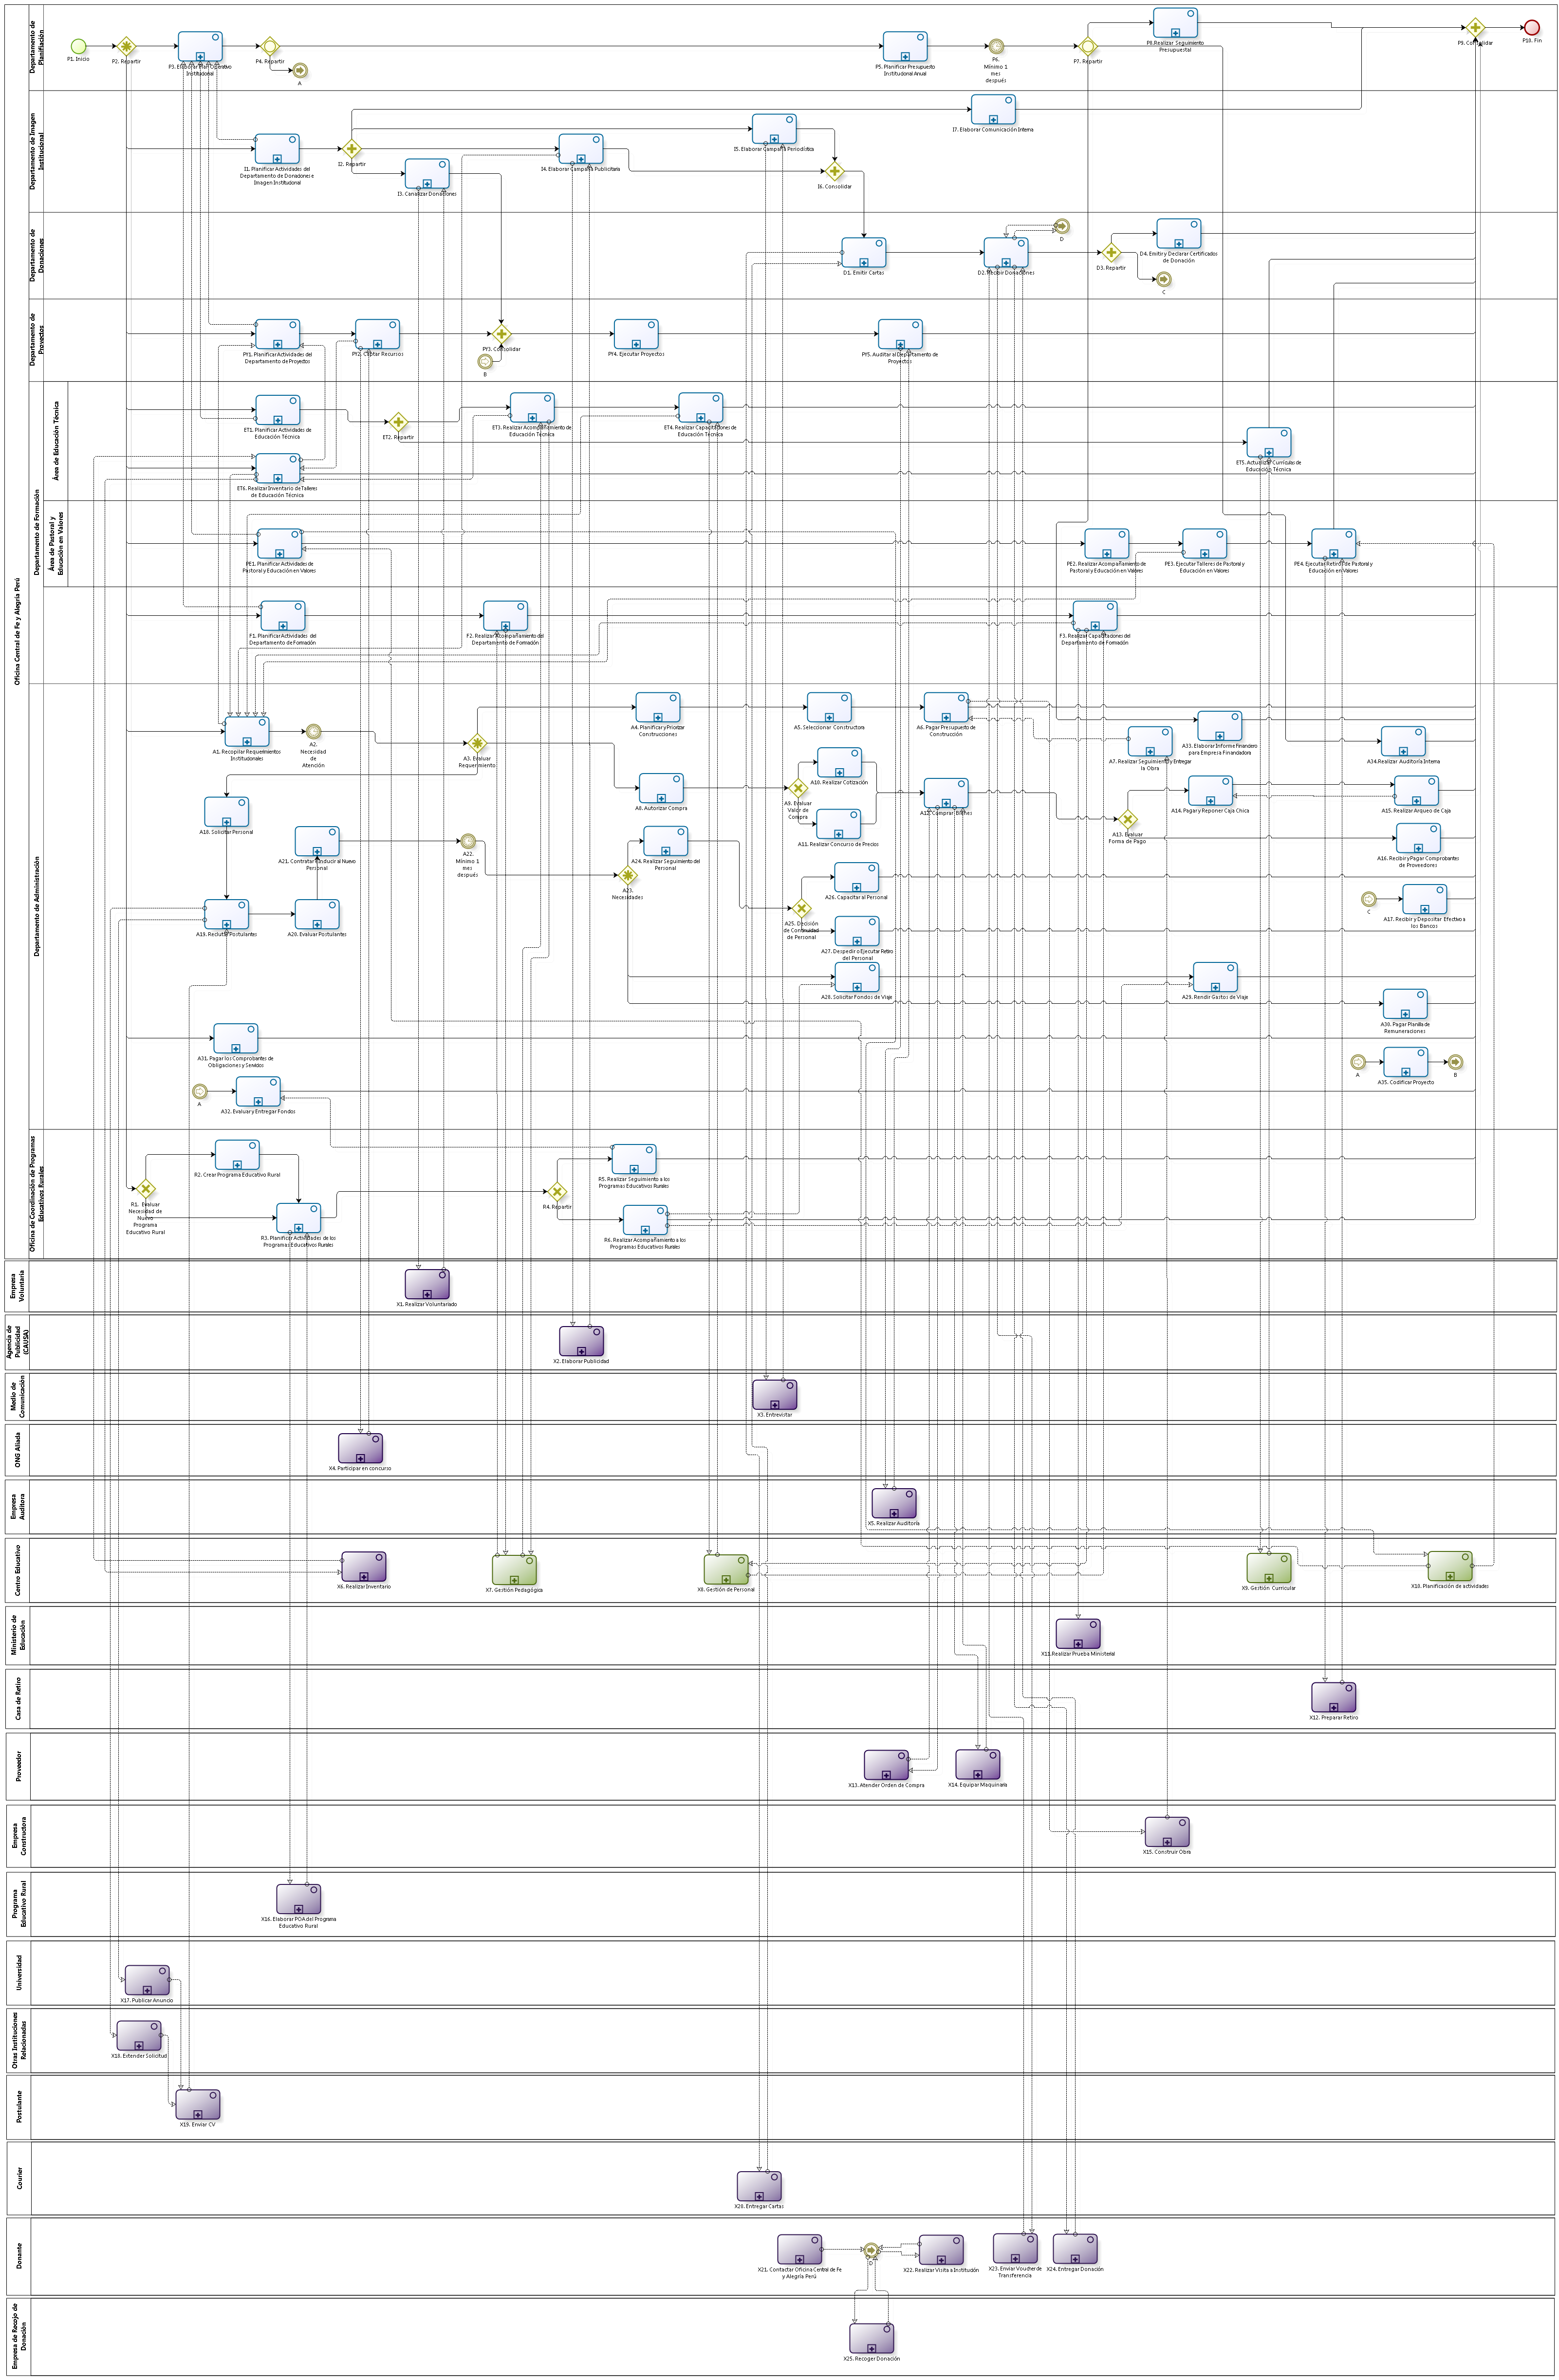 Oficina Central de Fe y Alegría Perú
Departamento de
Planifiación
P1. Inicio
P2. Repartir
P3. Elaborar Plan Operativo
Institucional
P4. Repartir
A
P5. Planificar Presupuesto
Institucional Anual
P6.
Mínimo 1
mes
después
P7. Repartir
P8.Realizar Seguimiento
Presupuestal
P9. Consolidar
P10. Fin
Departamento de Imagen
Institucional
I1. Planificar Actividades del
Departamento de Donaciones e
Imagen Institucional
I2. Repartir
I3. Canalizar Donaciones
I4. Elaborar Campaña Publicitaria
I5. Elaborar Campaña Periodística
I6. Consolidar
I7. Elaborar Comunicación Interna
Departamento de
Donaciones
D1. Emitir Cartas
D2. Recibir Donaciones
D
D3. Repartir
D4. Emitir y Declarar Certificados
de Donación
C
Departamento de
Proyectos
PY1. Planificar Actividades del
Departamento de Proyectos
PY2. Captar Recursos
PY3. Consolidar
B
PY4. Ejecutar Proyectos
PY5. Auditar al Departamento de
Proyectos
Departamento de Formación
Área de Educación Técnica
ET1. Planificar Actividades de
Educación Técnica
ET2. Repartir
ET3. Realizar Acompañamiento de
Educación Técnica
ET4. Realizar Capacitaciones de
Educación Técnica
ET5. Actualizar Currículas de
Educación Técnica
ET6. Realizar Inventario de Talleres
de Educación Técnica
Área de Pastoral y
Educación en Valores
PE1. Planificar Actividades de
Pastoral y Educación en Valores
PE2. Realizar Acompañamiento de
Pastoral y Educación en Valores
PE3. Ejecutar Talleres de Pastoral y
Educación en Valores
PE4. Ejecutar Retiros de Pastoral y
Educación en Valores
F1. Planificar Actividades del
Departamento de Formación
F2. Realizar Acompañamiento del
Departamento de Formación
F3. Realizar Capacitaciones del
Departamento de Formación
Departamento de Administración
A1. Recopilar Requerimientos
Institucionales
A2.
Necesidad
de
Atención
A3. Evaluar
Requerimiento
A4. Planificar y Priorizar
Construcciones
A5. Seleccionar Constructora
A6. Pagar Presupuesto de
Construcción
A7. Realizar Seguimiento y Entregar
la Obra
A33. Elaborar Informe Financiero
para Empresa Financiadora
A34.Realizar Auditoría Interna
A8. Autorizar Compra
A9. Evaluar
Valor de
Compra
A10. Realizar Cotización
A11. Realizar Concurso de Precios
A12. Comprar Bienes
A13. Evaluar
Forma de Pago
A14. Pagar y Reponer Caja Chica
A15. Realizar Arqueo de Caja
A16. Recibir y Pagar Comprobantes
de Proveedores
C
A17. Recibir y Depositar Efectivo a
los Bancos
A18. Solicitar Personal
A19. Reclutar Postulantes
A20. Evaluar Postulantes
A21. Contratar e Inducir al Nuevo
Personal
A22.
Mínimo 1
mes
después
A23.
Necesidades
A24. Realizar Seguimiento del
Personal
A25. Decisión
de Continuidad
de Personal
A26. Capacitar al Personal
A27. Despedir o Ejecutar Retiro
del Personal
A28. Solicitar Fondos de Viaje
A29. Rendir Gastos de Viaje
A30. Pagar Planilla de
Remuneraciones
A31. Pagar los Comprobantes de
Obligaciones y Servicios
A
A32. Evaluar y Entregar Fondos
A
A35. Codificar Proyecto
B
Oficina de Coordinación de Programas
Educativos Rurales
R1. Evaluar
Necesidad de
Nuevo
Programa
Educativo Rural
R2. Crear Programa Educativo Rural
R3. Planificar Actividades de los
Programas Educativos Rurales
R4. Repartir
R5. Realizar Seguimiento a los
Programas Educativos Rurales
R6. Realizar Acompañamiento a los
Programas Educativos Rurales
Empresa
Voluntaria
X1. Realizar Voluntariado
Agencia de
Publicidad
(CAUSA)
X2. Elaborar Publicidad
Medio de
Comunicación
X3. Entrevistar
ONG Aliada
X4. Participar en concurso
Empresa
Auditora
X5. Realizar Auditoría
Centro Educativo
X6. Realizar Inventario
X7. Gestión Pedagógica
X8. Gestión de Personal
X9. Gestión Curricular
X10. Planificación de actividades
Ministerio de
Educación
X11.Realizar Prueba Ministerial
Casa de Retiro
X12. Preparar Retiro
Proveedor
X13. Atender Orden de Compra
X14. Equipar Maquinaria
Empresa
Constructora
X15. Construir Obra
Programa
Educativo Rural
X16. Elaborar POA del Programa
Educativo Rural
Universidad
X17. Publicar Anuncio
Otras Instituciones
Relacionadas
X18. Extender Solicitud
Postulante
X19. Enviar CV
Courier
X20. Entregar Cartas
Donante
X21. Contactar Oficina Central de Fe
y Alegría Perú
D
X22. Realizar Visita a Institución
X23. Enviar Voucher de
Transferencia
X24. Entregar Donación
Empresa de Recojo de
Donación
X25. Recoger Donación